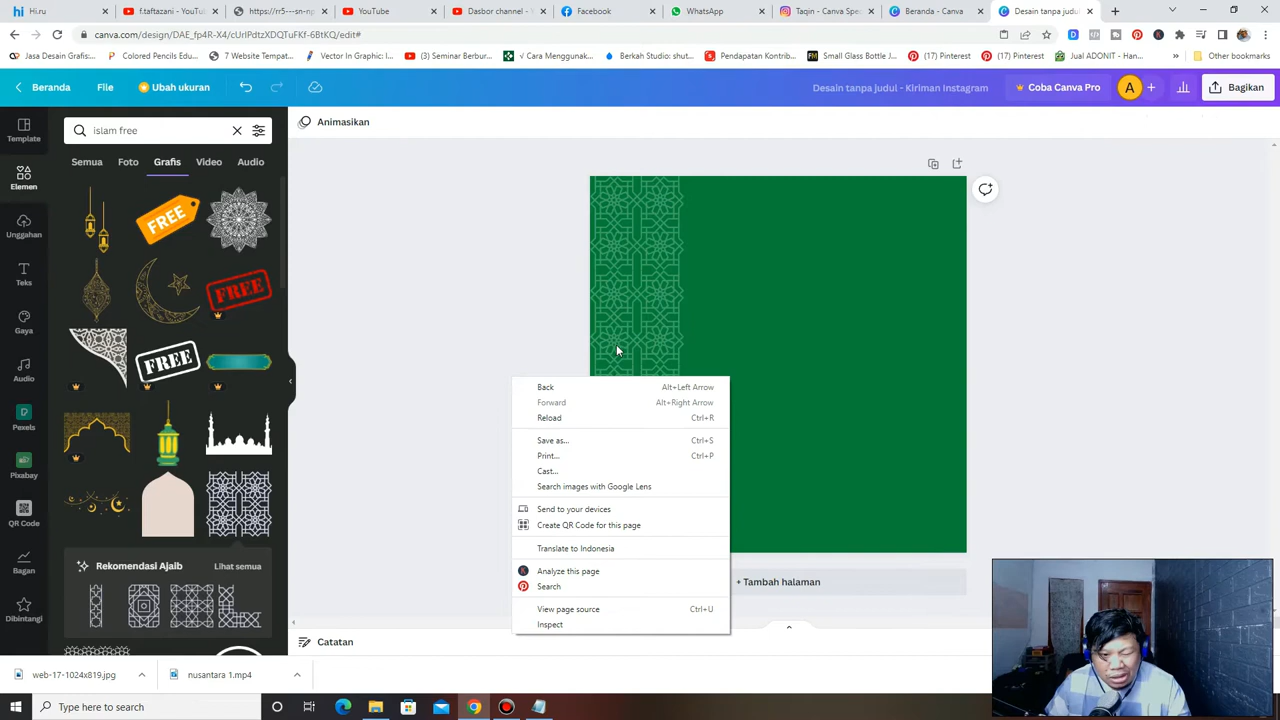 Hi.ru
f.taftazani - YouT
https://rr5---sn-np
YouTube
Dasbor channel - Y
Facebook
WhatsApp
Taqin - Canva Spe
Beranda - Canva
Desain tanpa judul
canva.com/design/DAE_fp4R-X4/cUrlPdtzXDQTuFKf-6BtKQ/edit#
Jasa Desain Grafis:...
Colored Pencils Edu...
7 Website Tempat...
Vector In Graphic: I...
(3) Seminar Berbur...
√ Cara Menggunak...
Berkah Studio: shut...
Pendapatan Kontrib...
Small Glass Bottle J...
(17) Pinterest
(17) Pinterest
Jual ADONIT - Han...
»
Other bookmarks
Beranda
File
Ubah ukuran
Desain tanpa judul - Kiriman Instagram
Coba Canva Pro
A
+
Bagikan
Template
Elemen
Unggahan
Teks
Gaya
Audio
Pexels
Pixabay
QR Code
Bagan
Dibintangi
islam free
Semua
Foto
Grafis
Video
Audio
FREE
FREE
FREE
Rekomendasi Ajaib
Lihat semua
Animasikan
Back Alt+Left Arrow
Forward Alt+Right Arrow
Reload Ctrl+R
Save as... Ctrl+S
Print... Ctrl+P
Cast...
Search images with Google Lens
Send to your devices
Create QR Code for this page
Translate to Indonesia
Analyze this page
Search
View page source Ctrl+U
Inspect
+ Tambah halaman
Catatan
web-17-1024x819.jpg
nusantara 1.mp4
Type here to search